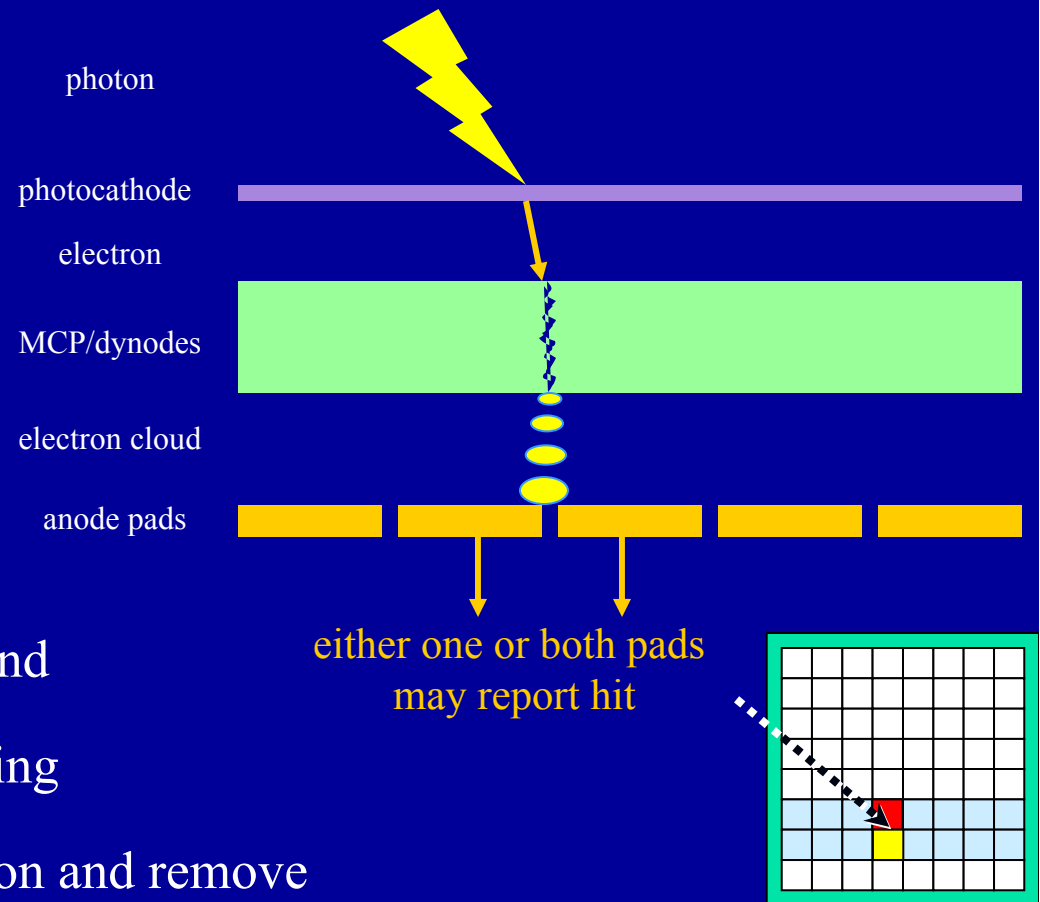 photon
photocathode
electron
MCP/dynodes
electron cloud
anode pads
either one or both pads
may report hit
nd
ing
on and remove